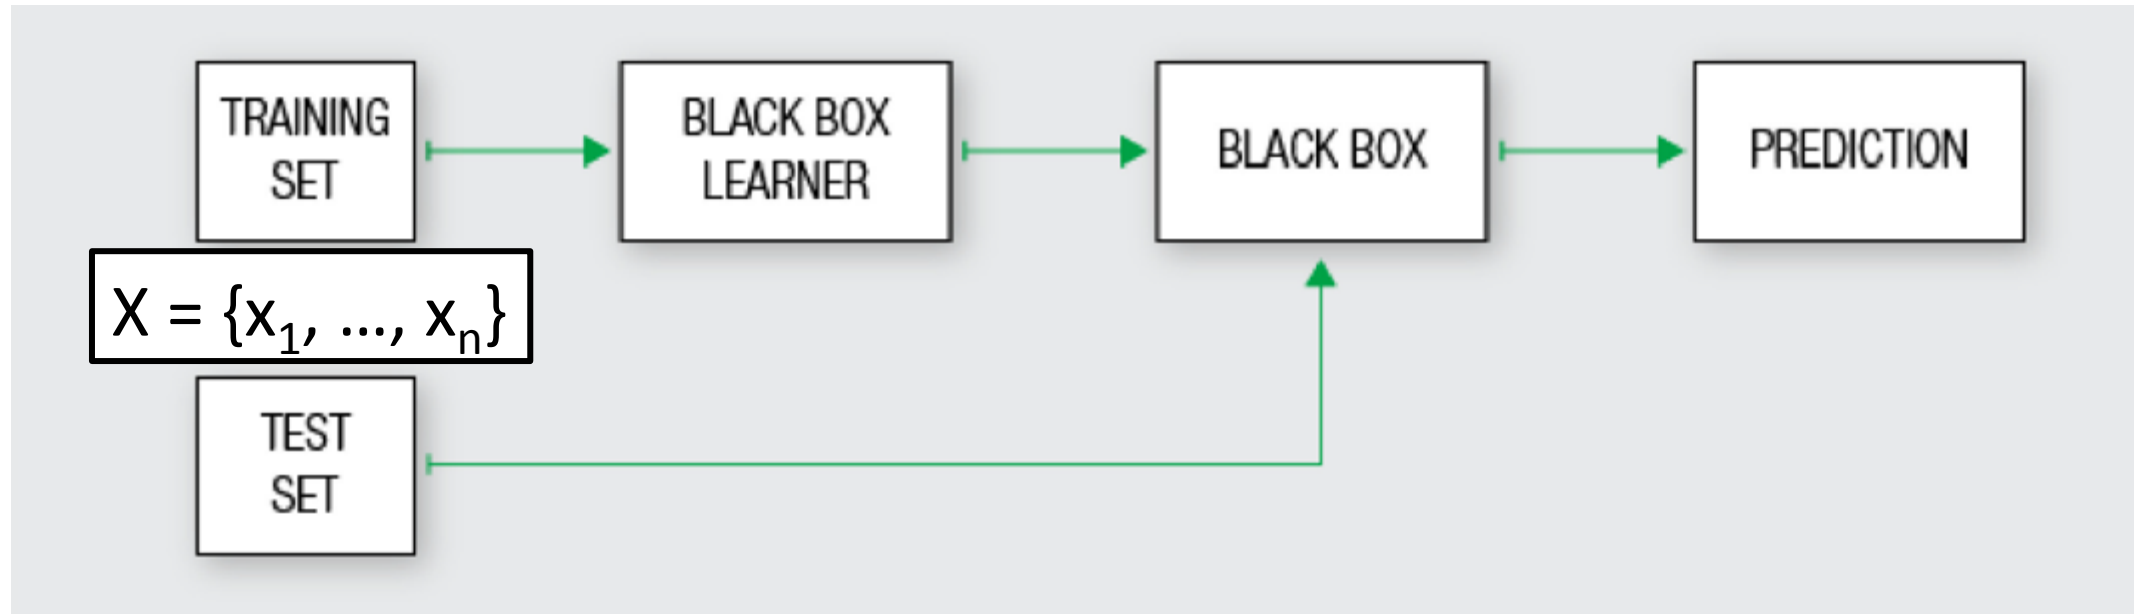 TRAINING
SET
BLACK BOX
LEARNER
BLACK BOX
PREDICTION
X = {x₁, ..., xₙ}
TEST
SET